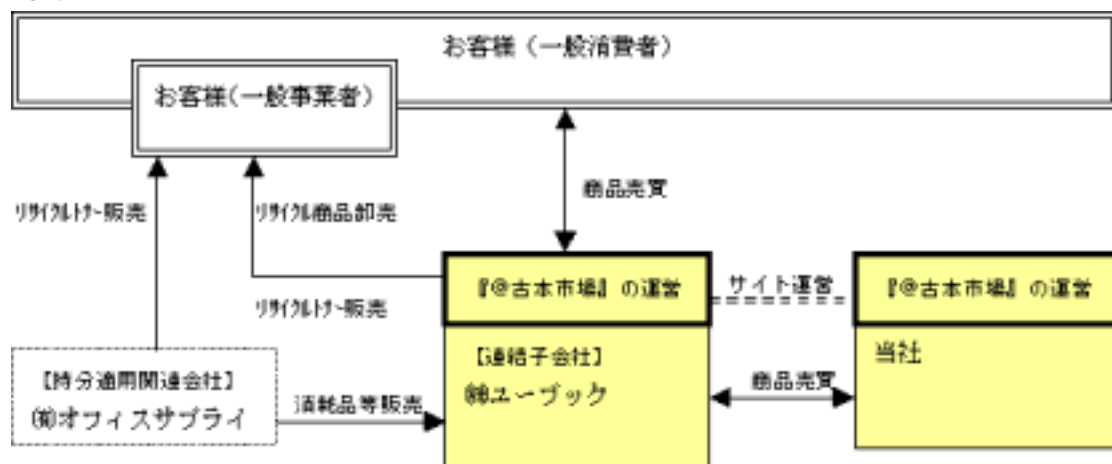 お客様（一般消費者）
お客様（一般事業者）
商品売買
ﾘｻｲｸﾙﾄﾅｰ販売
ﾘｻｲｸﾙ商品卸売
『＠古本市場』の運営
サイト運営
『＠古本市場』の運営
ﾘｻｲｸﾙﾄﾅｰ販売
【連結子会社】
㈱ユーブック
当社
商品売買
【持分適用関連会社】
㈲オフィスサプライ
消耗品等販売